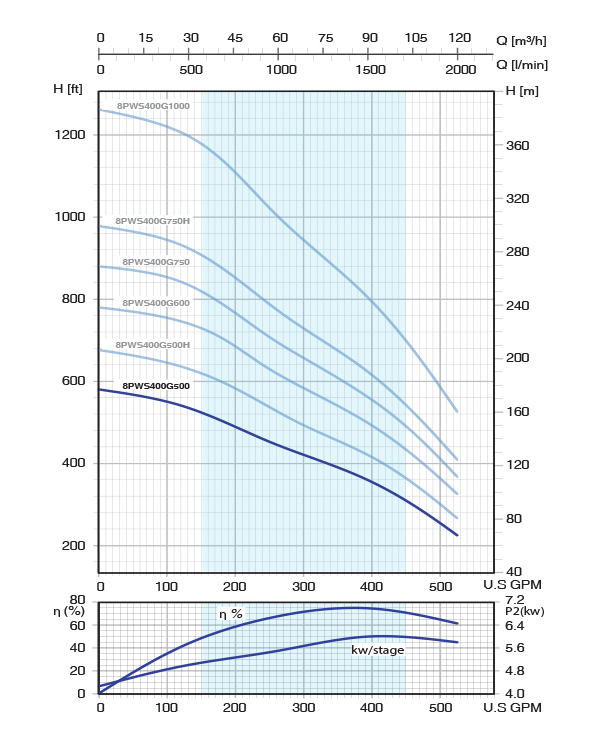 0 15 30 45 60 75 90 105 120 Q [m³/h]
0 500 1000 1500 2000 Q [l/min]
H [ft] H [m]
8PWS400G1000
1200
360
320
1000
8PWS400G7s0H
280
8PWS400G7s0
800
8PWS400G600
240
8PWS400Gs00H
200
600
8PWS400Gs00
160
400
120
80
200
40
0 100 200 300 400 500 U.S GPM
80 7.2
η (%) P2(kw)
η %
60 6.4
40 5.6
kw/stage
20 4.8
0 4.0
0 100 200 300 400 500 U.S GPM